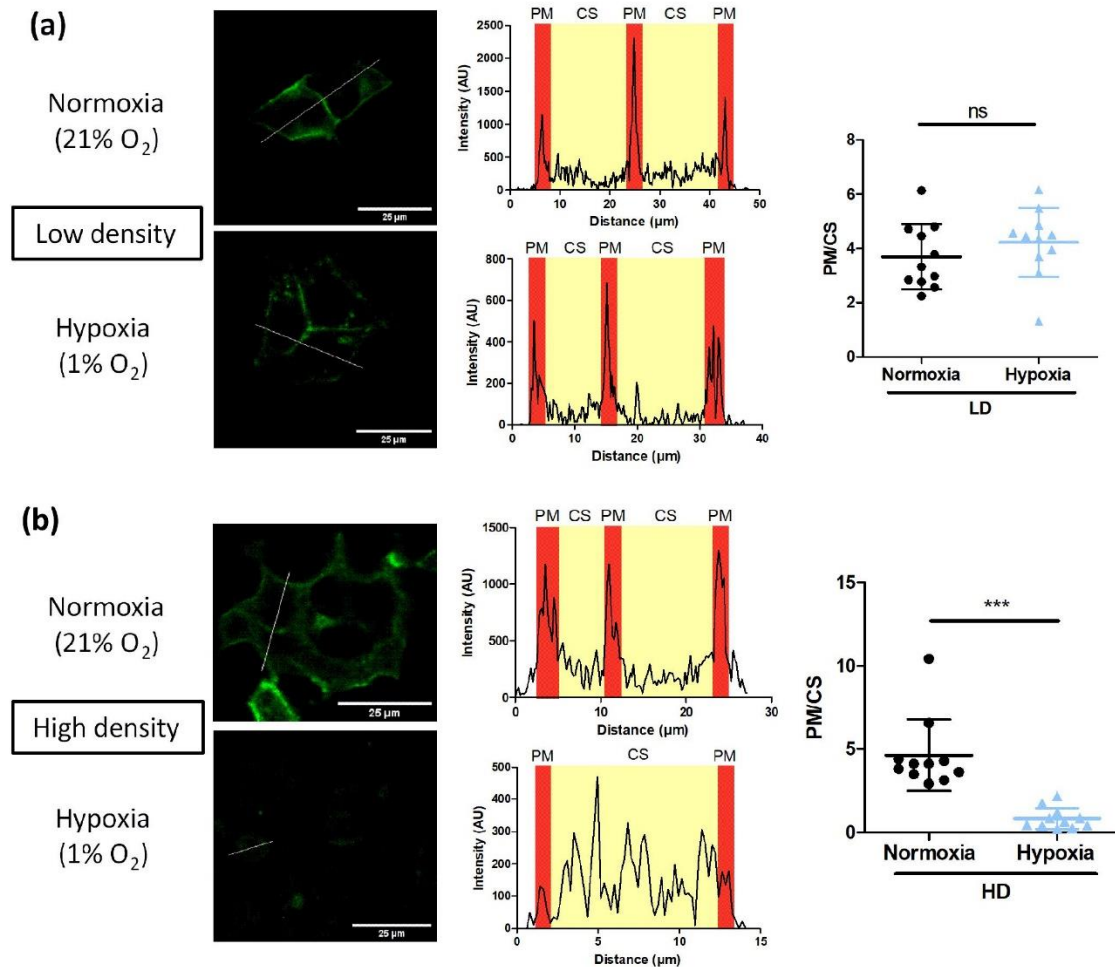 (a)
Normoxia
(21% O₂)
Low density
Hypoxia
(1% O₂)
25 µm
25 µm
PM CS PM CS PM
Intensity (AU)
2500
2000
1500
1000
500
0
0 10 20 30 40 50
Distance (µm)
PM CS PM CS PM
Intensity (AU)
800
600
400
200
0
0 10 20 30 40
Distance (µm)
ns
PM/CS
8
6
4
2
0
Normoxia Hypoxia
LD
(b)
Normoxia
(21% O₂)
High density
Hypoxia
(1% O₂)
25 µm
25 µm
PM CS PM CS PM
Intensity (AU)
1500
1000
500
0
0 10 20 30
Distance (µm)
PM CS PM
Intensity (AU)
500
400
300
200
100
0
0 5 10 15
Distance (µm)
***
PM/CS
15
10
5
0
Normoxia Hypoxia
HD